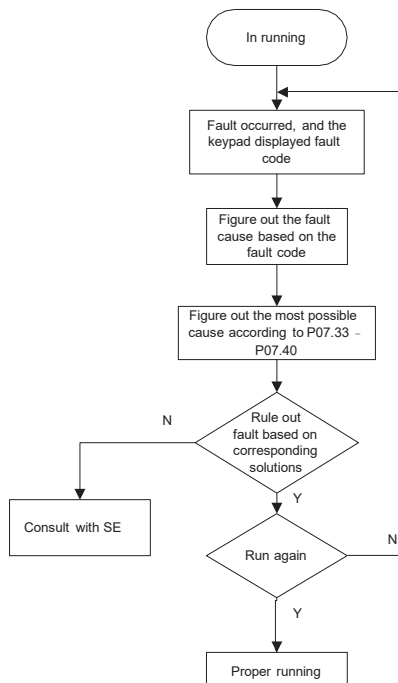 In running
Fault occurred, and the
keypad displayed fault
code
Figure out the fault
cause based on the
fault code
Figure out the most possible
cause according to P07.33 –
P07.40
N
Rule out
fault based on
corresponding
solutions
Y
Consult with SE
Run again
N
Y
Proper running